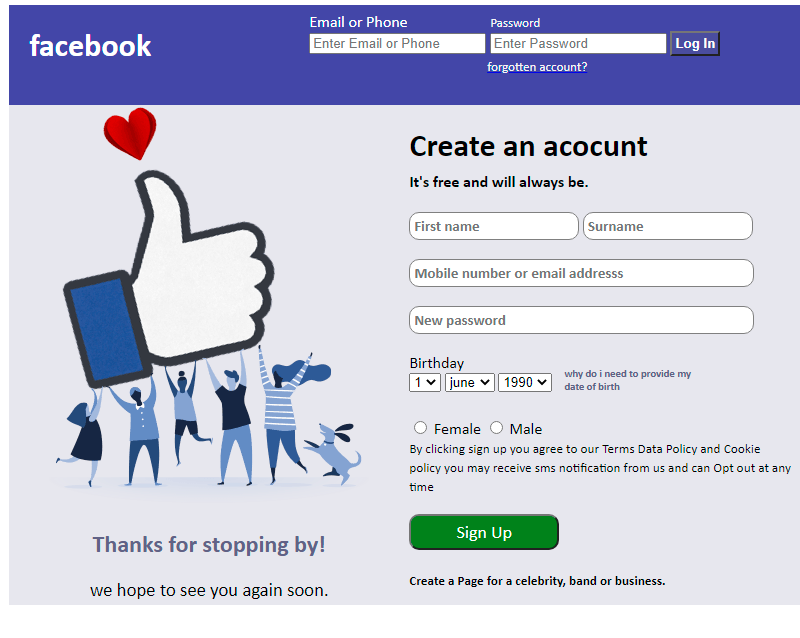 facebook
Email or Phone
Password
Enter Email or Phone
Enter Password
Log In
forgotten account?
Create an acocunt
It's free and will always be.
First name
Surname
Mobile number or email addresss
New password
Birthday
1
june
1990
why do i need to provide my
date of birth
Female
Male
By clicking sign up you agree to our Terms Data Policy and Cookie
policy you may receive sms notification from us and can Opt out at any
time
Sign Up
Create a Page for a celebrity, band or business.
Thanks for stopping by!
we hope to see you again soon.